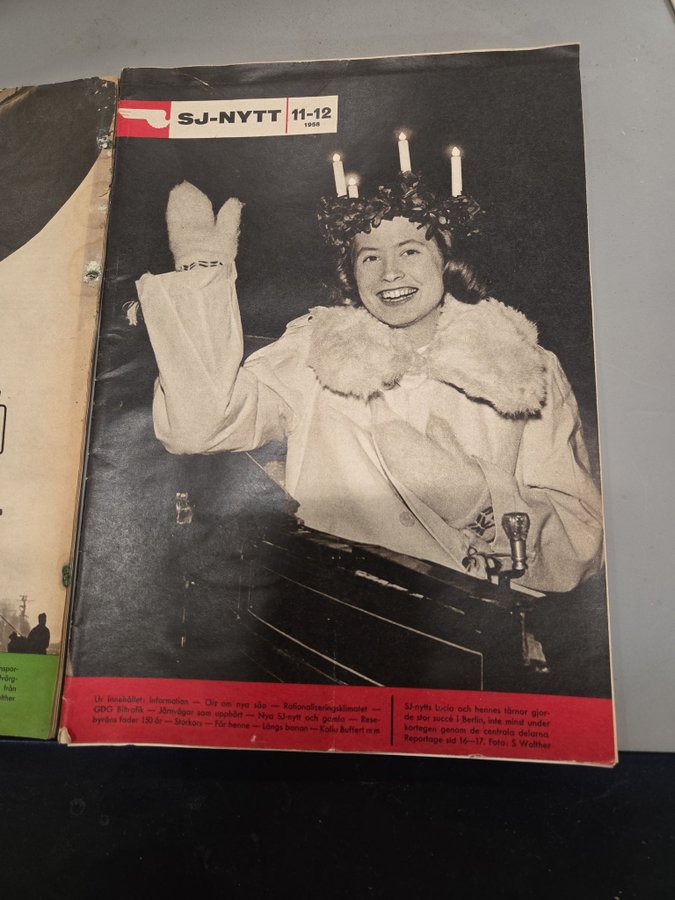 SJ-NYTT
11-12
1958
Ur innehållet: Information — Ois om nya såo — Rationaliseringsklimatet —
GDG Biltrafik — Järnvägar som upphört — Nya SJ-nytt och gamla — Rese-
byråns fader 150 år — Storkors — För henne — Längs banan — Kalle Buffert m m
SJ-nytts Lucia och hennes tärnor gjor-
de stor succé i Berlin, inte minst under
kortegen genom de centrala delarna.
Reportage sid 16—17. Foto: S Walther
från